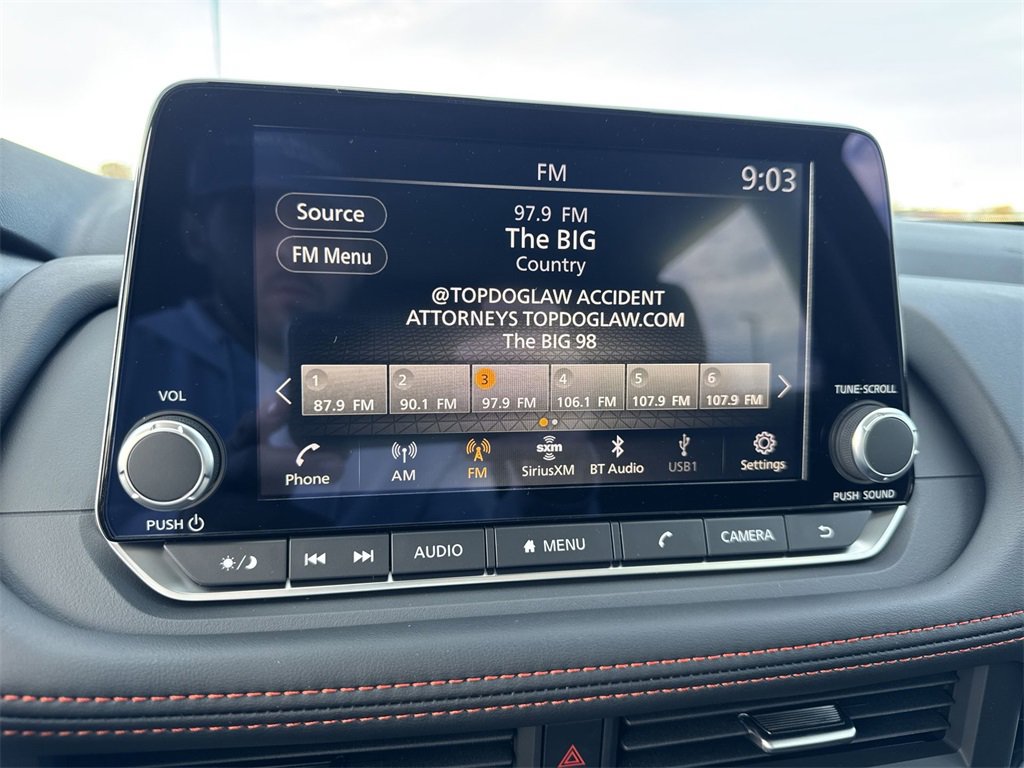 FM
9:03
Source
97.9 FM
The BIG
FM Menu
Country
@TOPDOGLAW ACCIDENT
ATTORNEYS TOPDOGLAW.COM
The BIG 98
1 2 3 4 5 6
87.9 FM 90.1 FM 97.9 FM 106.1 FM 107.9 FM 107.9 FM
Phone AM FM sxm SiriusXM BT Audio USB1 Settings
VOL
PUSH
TUNE·SCROLL
PUSH SOUND
AUDIO MENU CAMERA